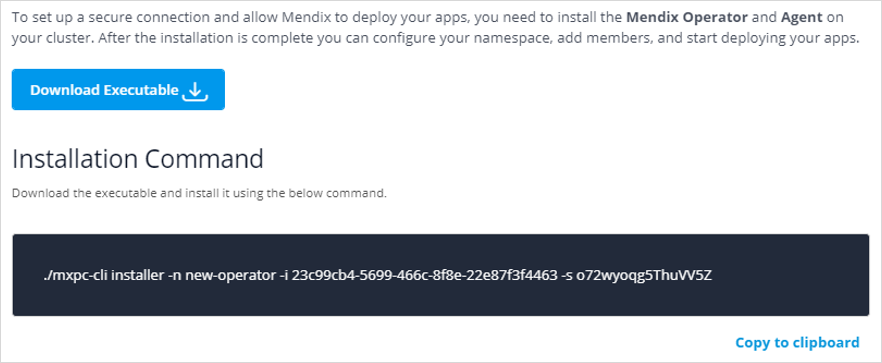 To set up a secure connection and allow Mendix to deploy your apps, you need to install the Mendix Operator and Agent on
your cluster. After the installation is complete you can configure your namespace, add members, and start deploying your apps.
Download Executable
Installation Command
Download the executable and install it using the below command.
./mxpc-cli installer -n new-operator -i 23c99cb4-5699-466c-8f8e-22e87f3f4463 -s o72wyoqg5ThuVV5Z
Copy to clipboard